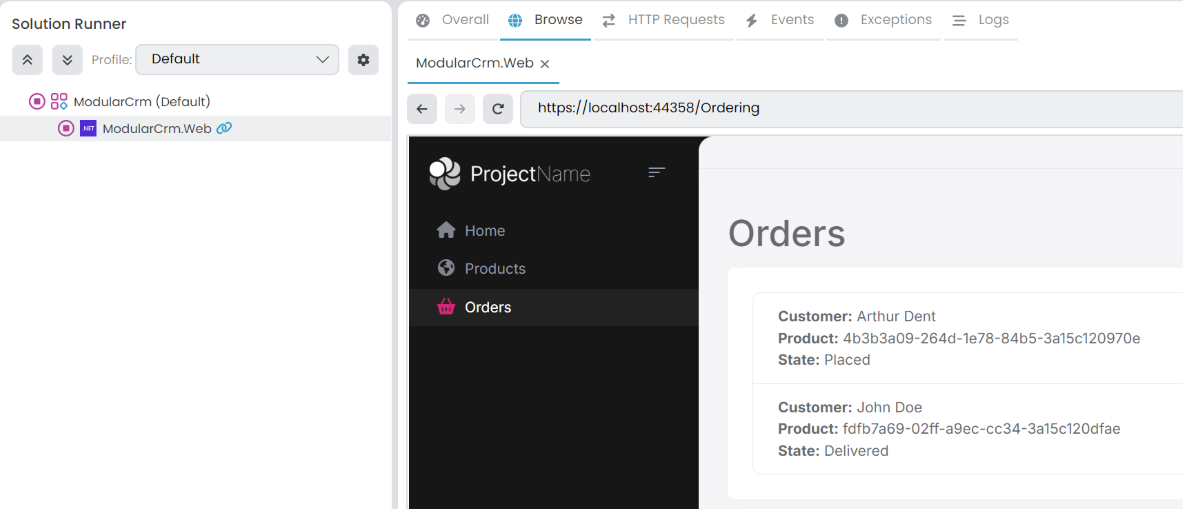 Solution Runner
Profile: Default
ModularCrm (Default)
.NET ModularCrm.Web
Overall Browse HTTP Requests Events Exceptions Logs
ModularCrm.Web
https://localhost:44358/Ordering
ProjectName
Home
Products
Orders
Orders
Customer: Arthur Dent
Product: 4b3b3a09-264d-1e78-84b5-3a15c120970e
State: Placed
Customer: John Doe
Product: fdfb7a69-02ff-a9ec-cc34-3a15c120dfae
State: Delivered